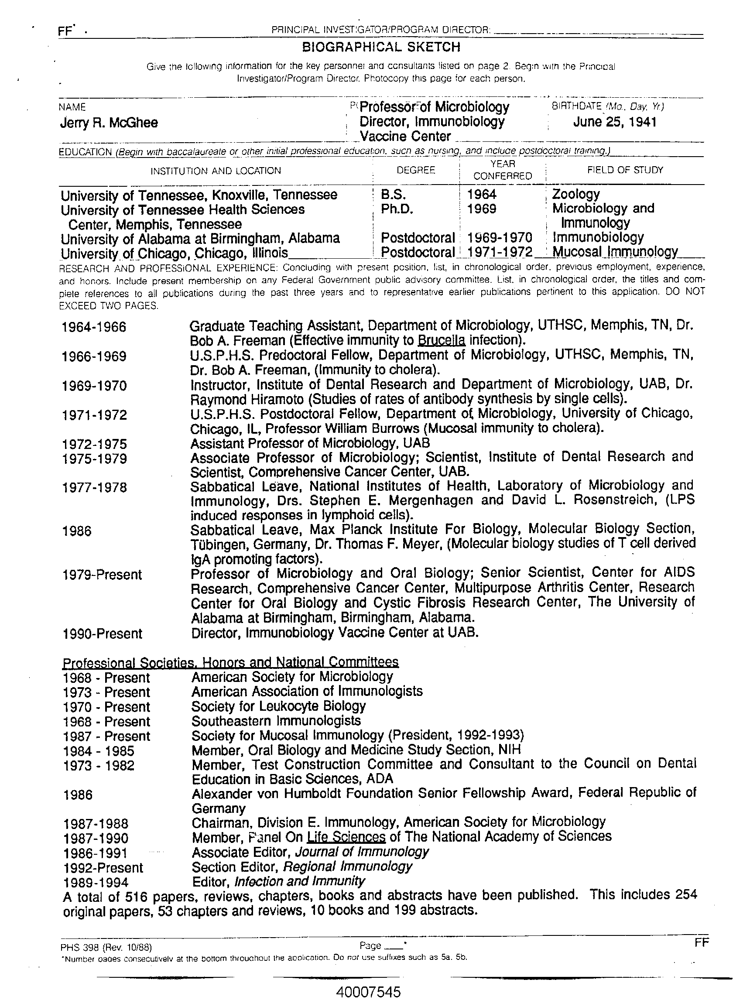 FF
PRINCIPAL INVESTIGATOR/PROGRAM DIRECTOR:
BIOGRAPHICAL SKETCH
Give the following information for the key personnel and consultants listed on page 2. Begin with the Principal
Investigator/Program Director. Photocopy this page for each person.
NAME
Jerry R. McGhee
Professor of Microbiology
Director, Immunobiology
Vaccine Center
BIRTHDATE (Mo., Day, Yr.)
June 25, 1941
EDUCATION (Begin with baccalaureate or other initial professional education, such as nursing, and include postdoctoral training.)
INSTITUTION AND LOCATION DEGREE YEAR CONFERRED FIELD OF STUDY
University of Tennessee, Knoxville, Tennessee B.S. 1964 Zoology
University of Tennessee Health Sciences Ph.D. 1969 Microbiology and
Center, Memphis, Tennessee Immunology
University of Alabama at Birmingham, Alabama Postdoctoral 1969-1970 Immunobiology
University of Chicago, Chicago, Illinois Postdoctoral 1971-1972 Mucosal Immunology
RESEARCH AND PROFESSIONAL EXPERIENCE: Concluding with present position, list, in chronological order, previous employment, experience,
and honors. Include present membership on any Federal Government public advisory committee. List, in chronological order, the titles and com-
plete references to all publications during the past three years and to representative earlier publications pertinent to this application. DO NOT
EXCEED TWO PAGES.
1964-1966 Graduate Teaching Assistant, Department of Microbiology, UTHSC, Memphis, TN, Dr.
Bob A. Freeman (Effective immunity to Brucella infection).
1966-1969 U.S.P.H.S. Predoctoral Fellow, Department of Microbiology, UTHSC, Memphis, TN,
Dr. Bob A. Freeman, (Immunity to cholera).
1969-1970 Instructor, Institute of Dental Research and Department of Microbiology, UAB, Dr.
Raymond Hiramoto (Studies of rates of antibody synthesis by single cells).
1971-1972 U.S.P.H.S. Postdoctoral Fellow, Department of Microbiology, University of Chicago,
Chicago, IL, Professor William Burrows (Mucosal immunity to cholera).
1972-1975 Assistant Professor of Microbiology, UAB
1975-1979 Associate Professor of Microbiology; Scientist, Institute of Dental Research and
Scientist, Comprehensive Cancer Center, UAB.
1977-1978 Sabbatical Leave, National Institutes of Health, Laboratory of Microbiology and
Immunology, Drs. Stephen E. Mergenhagen and David L. Rosenstreich, (LPS
induced responses in lymphoid cells).
1986 Sabbatical Leave, Max Planck Institute For Biology, Molecular Biology Section,
Tübingen, Germany, Dr. Thomas F. Meyer, (Molecular biology studies of T cell derived
IgA promoting factors).
1979-Present Professor of Microbiology and Oral Biology; Senior Scientist, Center for AIDS
Research, Comprehensive Cancer Center, Multipurpose Arthritis Center, Research
Center for Oral Biology and Cystic Fibrosis Research Center, The University of
Alabama at Birmingham, Birmingham, Alabama.
1990-Present Director, Immunobiology Vaccine Center at UAB.
Professional Societies, Honors and National Committees
1968 - Present American Society for Microbiology
1973 - Present American Association of Immunologists
1970 - Present Society for Leukocyte Biology
1968 - Present Southeastern Immunologists
1987 - Present Society for Mucosal Immunology (President, 1992-1993)
1984 - 1985 Member, Oral Biology and Medicine Study Section, NIH
1973 - 1982 Member, Test Construction Committee and Consultant to the Council on Dental
Education in Basic Sciences, ADA
1986 Alexander von Humboldt Foundation Senior Fellowship Award, Federal Republic of
Germany
1987-1988 Chairman, Division E. Immunology, American Society for Microbiology
1987-1990 Member, Panel On Life Sciences of The National Academy of Sciences
1986-1991 Associate Editor, Journal of Immunology
1992-Present Section Editor, Regional Immunology
1989-1994 Editor, Infection and Immunity
A total of 516 papers, reviews, chapters, books and abstracts have been published. This includes 254
original papers, 53 chapters and reviews, 10 books and 199 abstracts.
PHS 398 (Rev. 10/88) Page ___* FF
*Number pages consecutively at the bottom throughout the application. Do not use suffixes such as 5a, 5b.
40007545